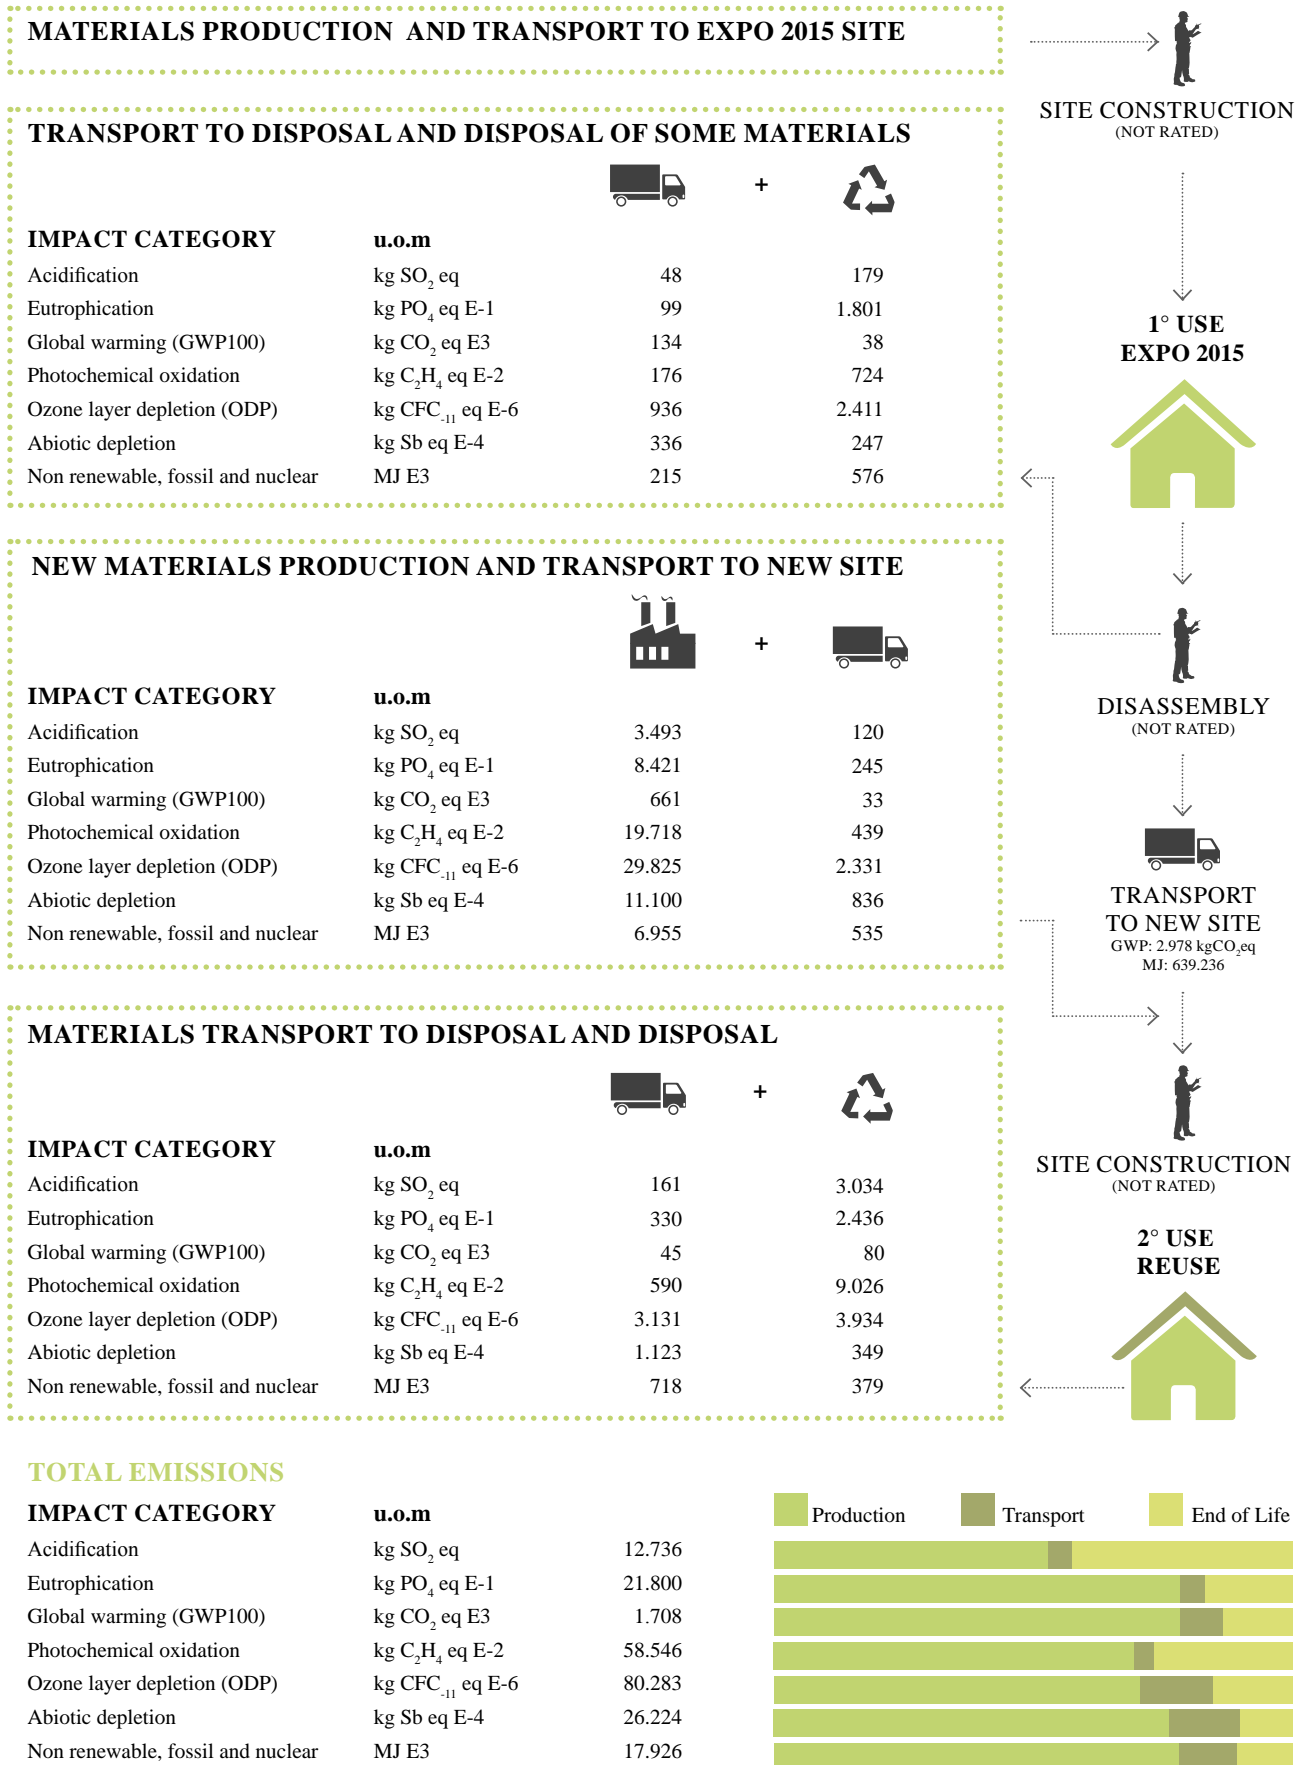 MATERIALS PRODUCTION AND TRANSPORT TO EXPO 2015 SITE
SITE CONSTRUCTION
(NOT RATED)
TRANSPORT TO DISPOSAL AND DISPOSAL OF SOME MATERIALS
+
IMPACT CATEGORY u.o.m
Acidification kg SO₂ eq 48 179
Eutrophication kg PO₄ eq E-1 99 1.801
Global warming (GWP100) kg CO₂ eq E3 134 38
Photochemical oxidation kg C₂H₄ eq E-2 176 724
Ozone layer depletion (ODP) kg CFC₋₁₁ eq E-6 936 2.411
Abiotic depletion kg Sb eq E-4 336 247
Non renewable, fossil and nuclear MJ E3 215 576
1° USE
EXPO 2015
NEW MATERIALS PRODUCTION AND TRANSPORT TO NEW SITE
+
IMPACT CATEGORY u.o.m
Acidification kg SO₂ eq 3.493 120
Eutrophication kg PO₄ eq E-1 8.421 245
Global warming (GWP100) kg CO₂ eq E3 661 33
Photochemical oxidation kg C₂H₄ eq E-2 19.718 439
Ozone layer depletion (ODP) kg CFC₋₁₁ eq E-6 29.825 2.331
Abiotic depletion kg Sb eq E-4 11.100 836
Non renewable, fossil and nuclear MJ E3 6.955 535
DISASSEMBLY
(NOT RATED)
TRANSPORT
TO NEW SITE
GWP: 2.978 kgCO₂eq
MJ: 639.236
MATERIALS TRANSPORT TO DISPOSAL AND DISPOSAL
+
IMPACT CATEGORY u.o.m
Acidification kg SO₂ eq 161 3.034
Eutrophication kg PO₄ eq E-1 330 2.436
Global warming (GWP100) kg CO₂ eq E3 45 80
Photochemical oxidation kg C₂H₄ eq E-2 590 9.026
Ozone layer depletion (ODP) kg CFC₋₁₁ eq E-6 3.131 3.934
Abiotic depletion kg Sb eq E-4 1.123 349
Non renewable, fossil and nuclear MJ E3 718 379
SITE CONSTRUCTION
(NOT RATED)
2° USE
REUSE
TOTAL EMISSIONS
IMPACT CATEGORY u.o.m
Production Transport End of Life
Acidification kg SO₂ eq 12.736
Eutrophication kg PO₄ eq E-1 21.800
Global warming (GWP100) kg CO₂ eq E3 1.708
Photochemical oxidation kg C₂H₄ eq E-2 58.546
Ozone layer depletion (ODP) kg CFC₋₁₁ eq E-6 80.283
Abiotic depletion kg Sb eq E-4 26.224
Non renewable, fossil and nuclear MJ E3 17.926